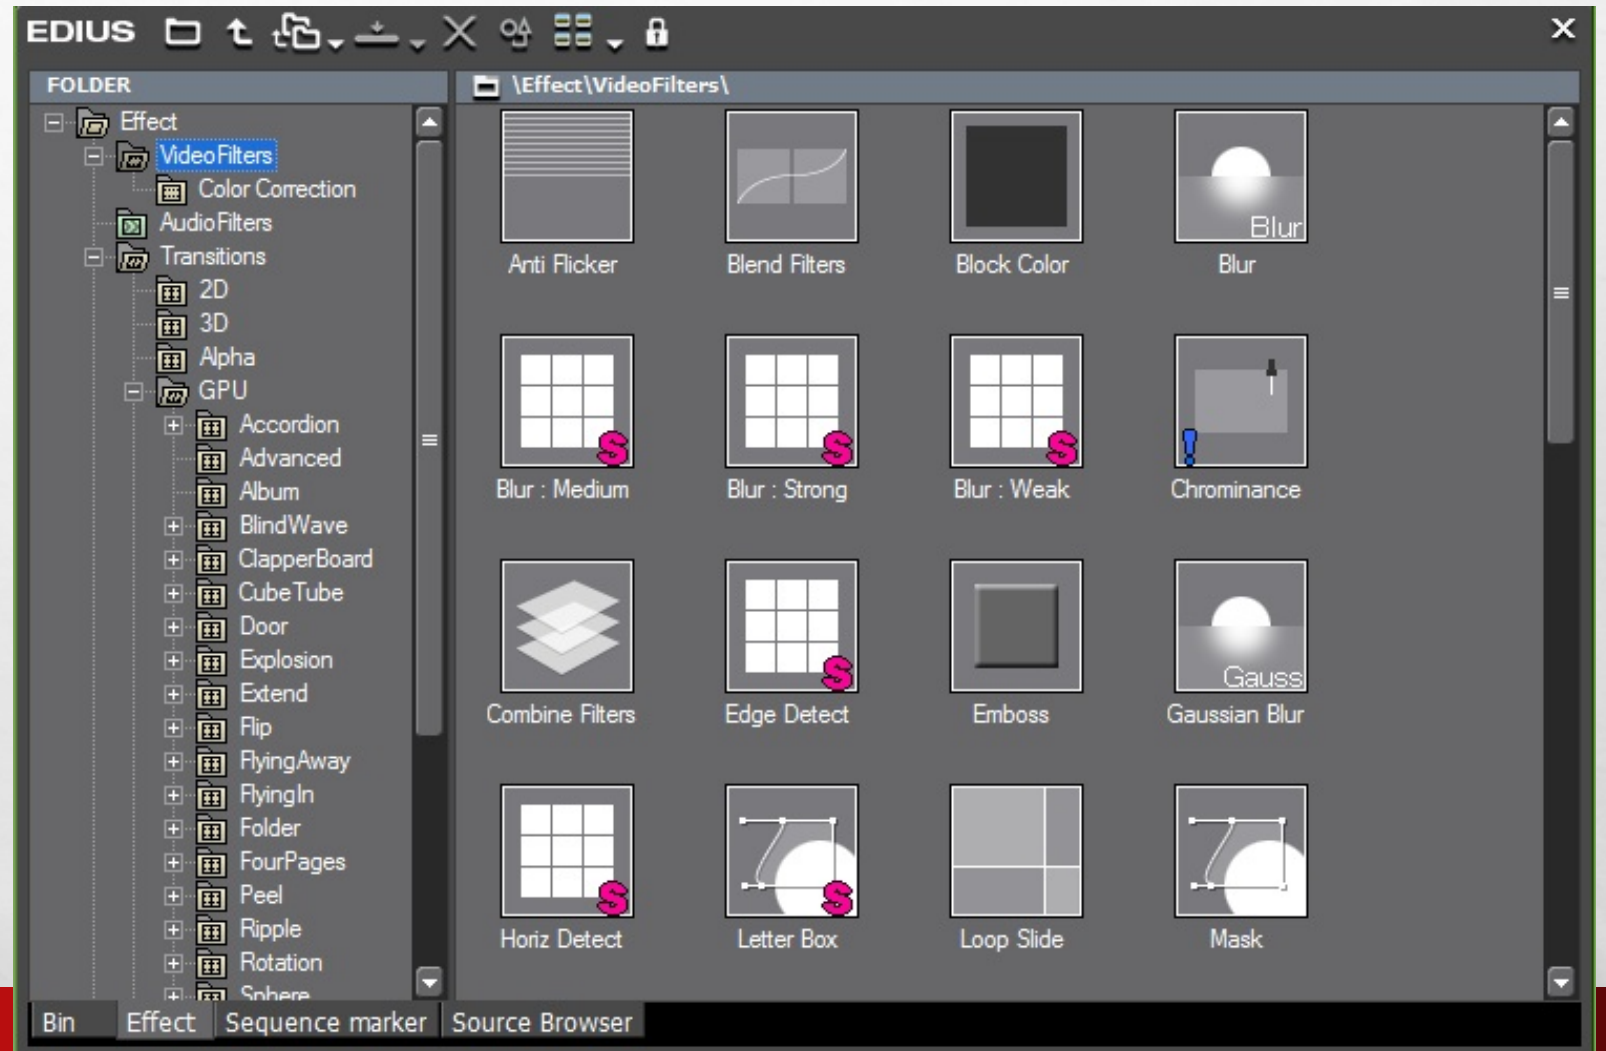 EDIUS
FOLDER
\Effect\VideoFilters\
Effect
VideoFilters
Color Correction
AudioFilters
Transitions
2D
3D
Alpha
GPU
Accordion
Advanced
Album
BlindWave
ClapperBoard
CubeTube
Door
Explosion
Extend
Flip
FlyingAway
FlyingIn
Folder
FourPages
Peel
Ripple
Rotation
Sphere
Blur
Anti Flicker
Blend Filters
Block Color
Blur
S
S
S
Blur : Medium
Blur : Strong
Blur : Weak
Chrominance
S
Gauss
Combine Filters
Edge Detect
Emboss
Gaussian Blur
S
S
Horiz Detect
Letter Box
Loop Slide
Mask
Bin
Effect
Sequence marker
Source Browser